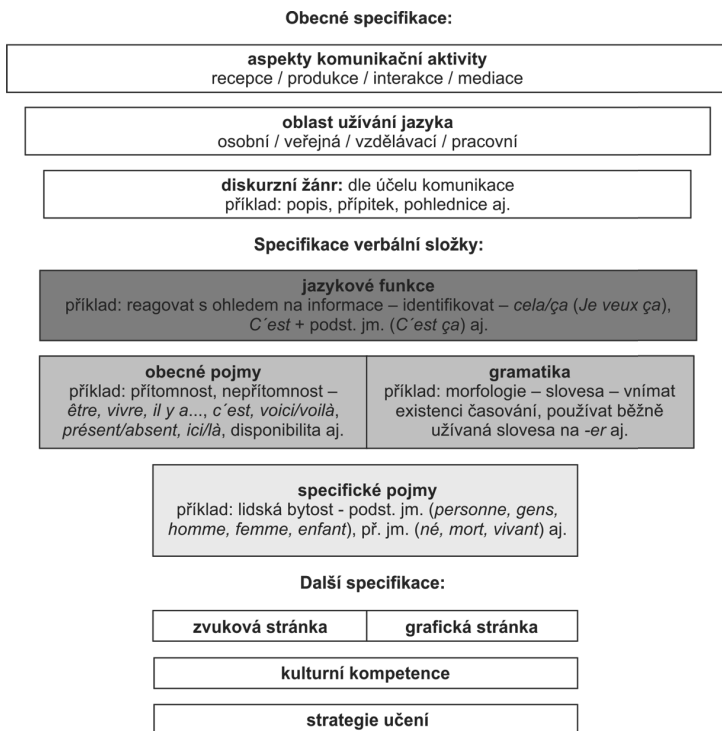 Obecné specifikace:
aspekty komunikační aktivity
recepce / produkce / interakce / mediace
oblast užívání jazyka
osobní / veřejná / vzdělávací / pracovní
diskurzní žánr: dle účelu komunikace
příklad: popis, přípitek, pohlednice aj.
Specifikace verbální složky:
jazykové funkce
příklad: reagovat s ohledem na informace – identifikovat – cela/ça (Je veux ça),
C´est + podst. jm. (C´est ça) aj.
obecné pojmy
příklad: přítomnost, nepřítomnost –
être, vivre, il y a..., c´est, voici/voilà,
présent/absent, ici/là, disponibilita aj.
gramatika
příklad: morfologie – slovesa – vnímat
existenci časování, používat běžně
užívaná slovesa na -er aj.
specifické pojmy
příklad: lidská bytost - podst. jm. (personne, gens,
homme, femme, enfant), př. jm. (né, mort, vivant) aj.
Další specifikace:
zvuková stránka
grafická stránka
kulturní kompetence
strategie učení